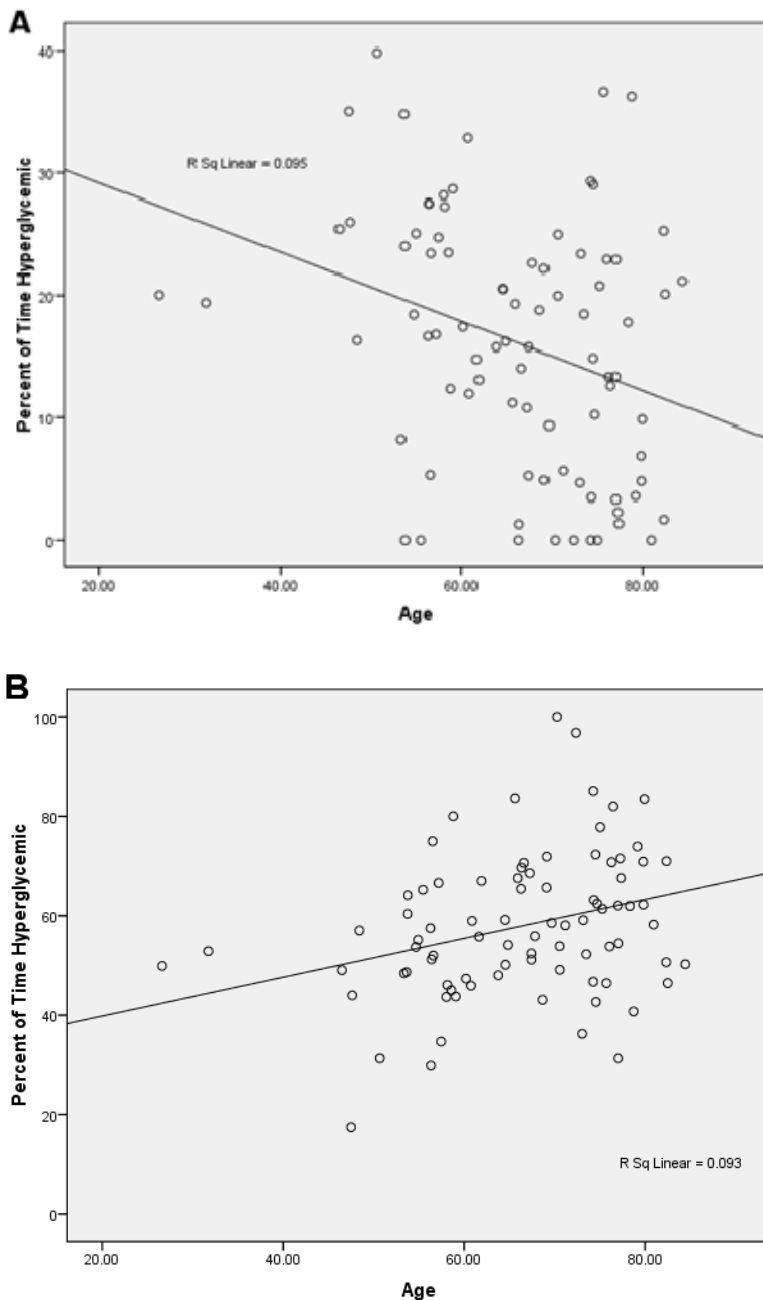 A
40
30
20
10
0
Percent of Time Hyperglycemic
R Sq Linear = 0.095
20.00 40.00 60.00 80.00
Age
B
100
80
60
40
20
0
Percent of Time Hyperglycemic
R Sq Linear = 0.093
20.00 40.00 60.00 80.00
Age